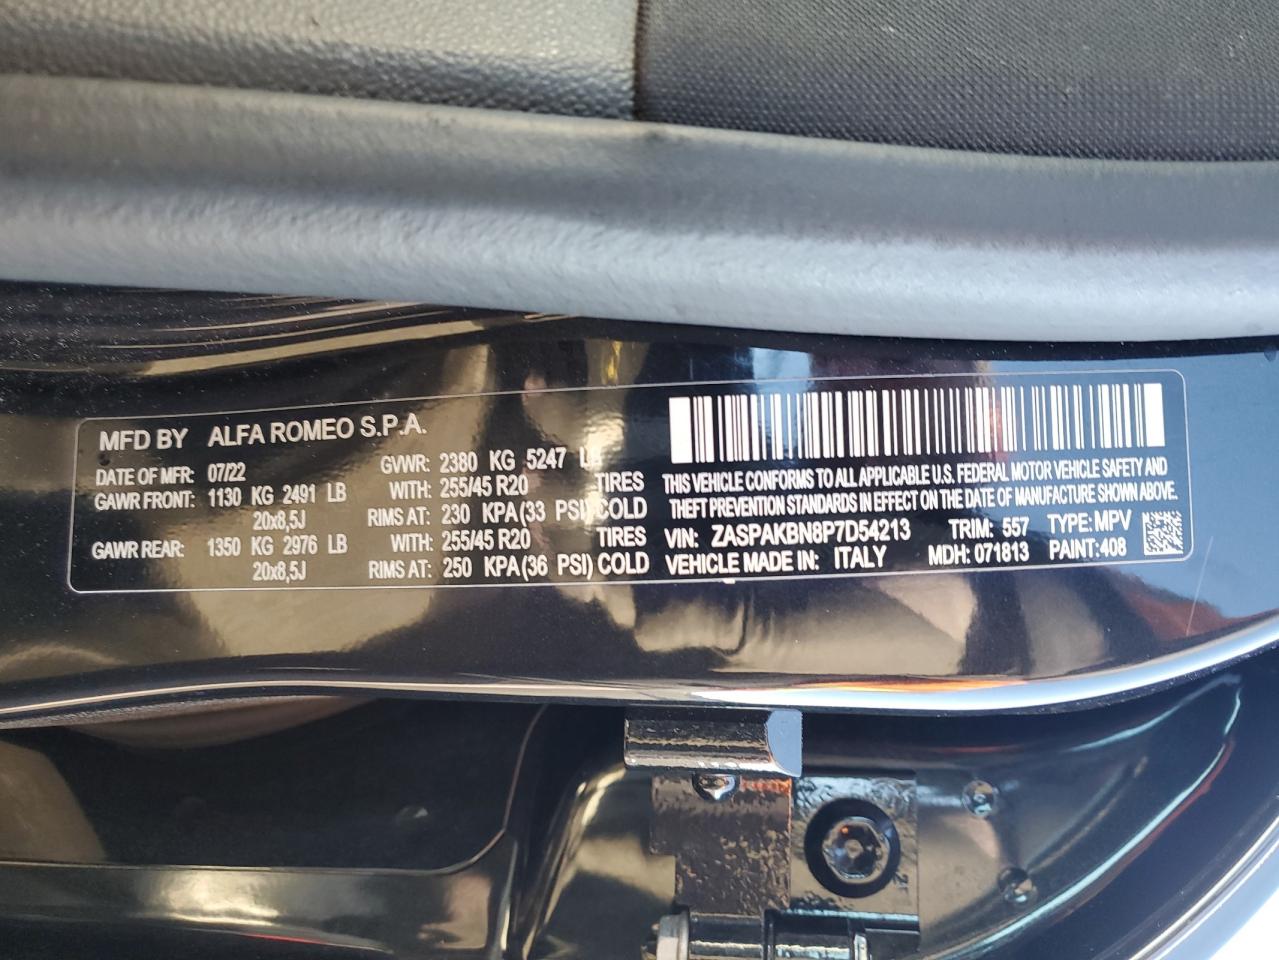 MFD BY ALFA ROMEO S.P.A.
DATE OF MFR: 07/22 GVWR: 2380 KG 5247 LB
GAWR FRONT: 1130 KG 2491 LB WITH: 255/45 R20 TIRES
20x8,5J RIMS AT: 230 KPA(33 PSI) COLD
GAWR REAR: 1350 KG 2976 LB WITH: 255/45 R20 TIRES
20x8,5J RIMS AT: 250 KPA(36 PSI) COLD
THIS VEHICLE CONFORMS TO ALL APPLICABLE U.S. FEDERAL MOTOR VEHICLE SAFETY AND
THEFT PREVENTION STANDARDS IN EFFECT ON THE DATE OF MANUFACTURE SHOWN ABOVE.
VIN: ZASPAKBN8P7D54213 TRIM: 557 TYPE: MPV
VEHICLE MADE IN: ITALY MDH: 071813 PAINT: 408